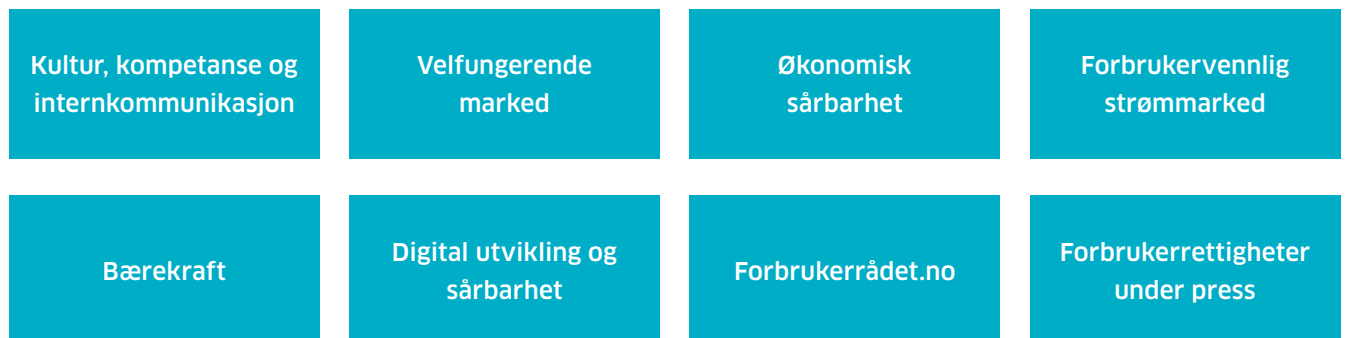 Kultur, kompetanse og
internkommunikasjon
Velfungerende
marked
Økonomisk
sårbarhet
Forbrukervennlig
strømmarked
Bærekraft
Digital utvikling og
sårbarhet
Forbrukerrådet.no
Forbrukerrettigheter
under press